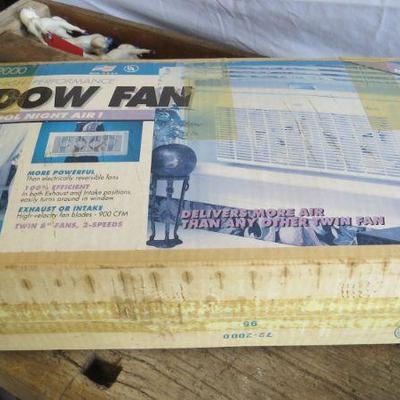 2000
PERFORMANCE
DOW FAN
OOL NIGHT AIR!
MORE POWERFUL
Than electrically reversible fans
100% EFFICIENT
in both Exhaust and Intake positions,
easily turns around in window
EXHAUST OR INTAKE
High-velocity fan blades - 900 CFM
TWIN 8" FANS, 2-SPEEDS
DELIVERS MORE AIR
THAN ANY OTHER TWIN FAN
72-2000
95